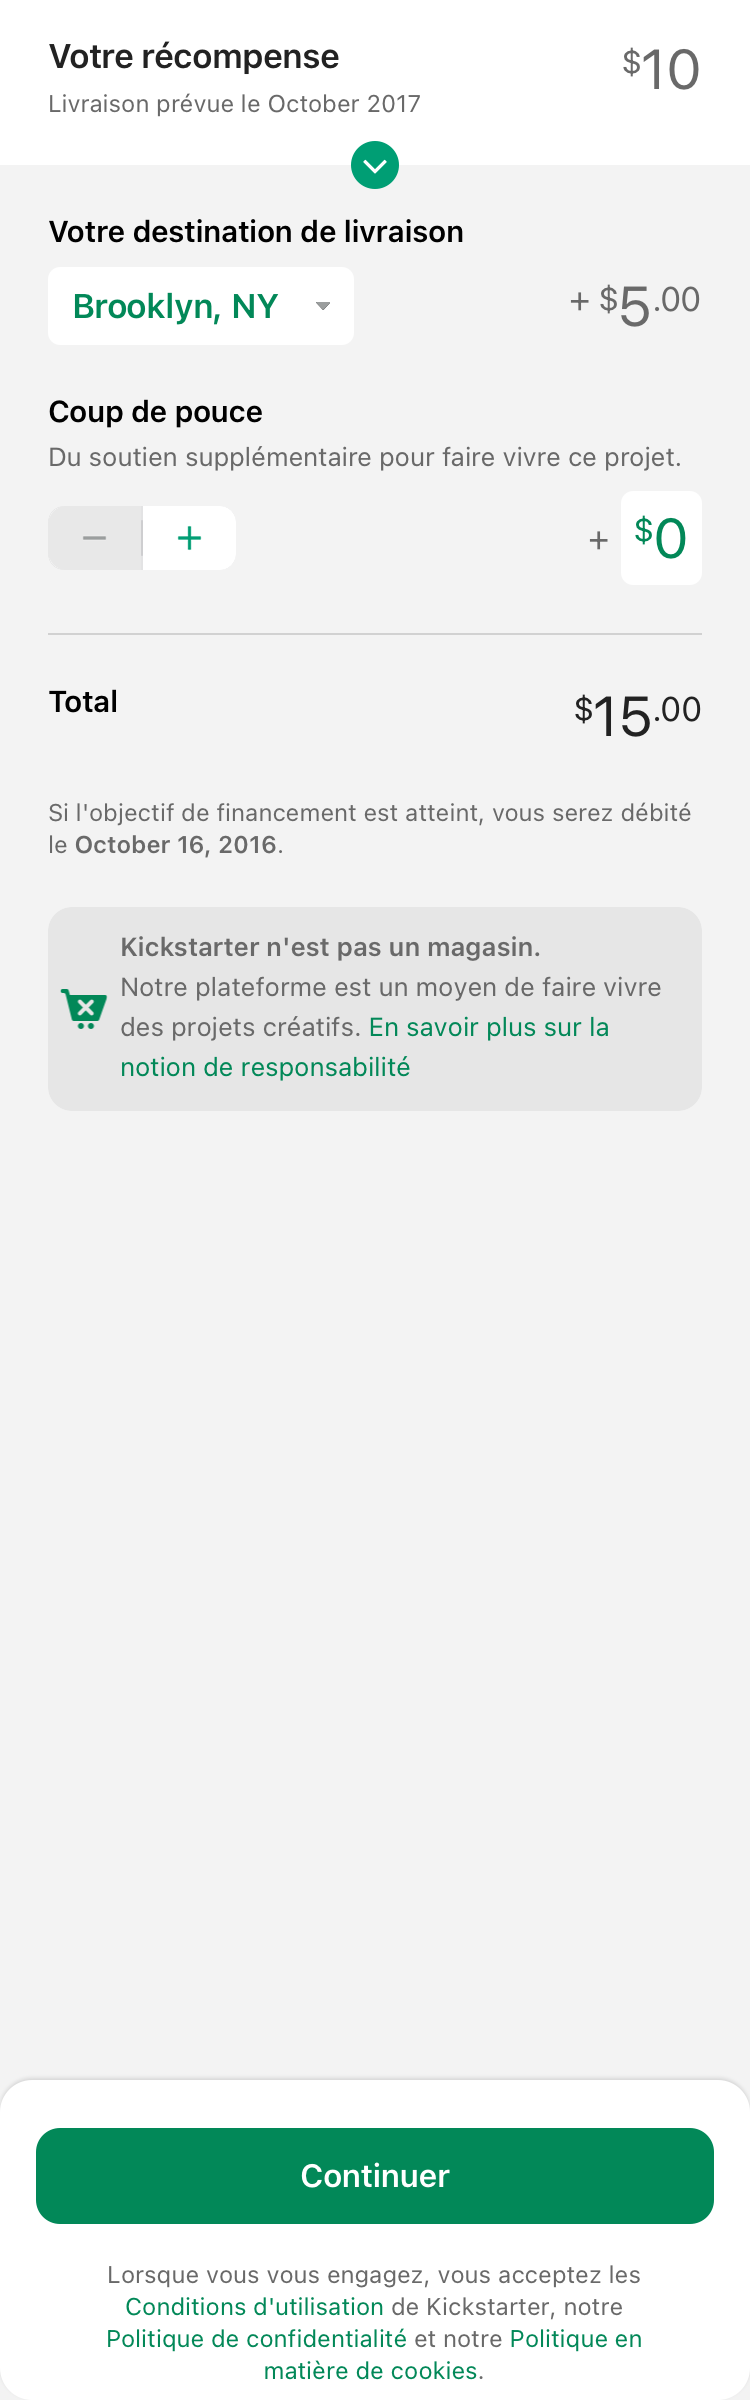 Votre récompense
$10
Livraison prévue le October 2017
Votre destination de livraison
Brooklyn, NY
+ $5.00
Coup de pouce
Du soutien supplémentaire pour faire vivre ce projet.
− +
+ $0
Total
$15.00
Si l'objectif de financement est atteint, vous serez débité
le October 16, 2016.
Kickstarter n'est pas un magasin.
Notre plateforme est un moyen de faire vivre
des projets créatifs. En savoir plus sur la
notion de responsabilité
Continuer
Lorsque vous vous engagez, vous acceptez les
Conditions d'utilisation de Kickstarter, notre
Politique de confidentialité et notre Politique en
matière de cookies.